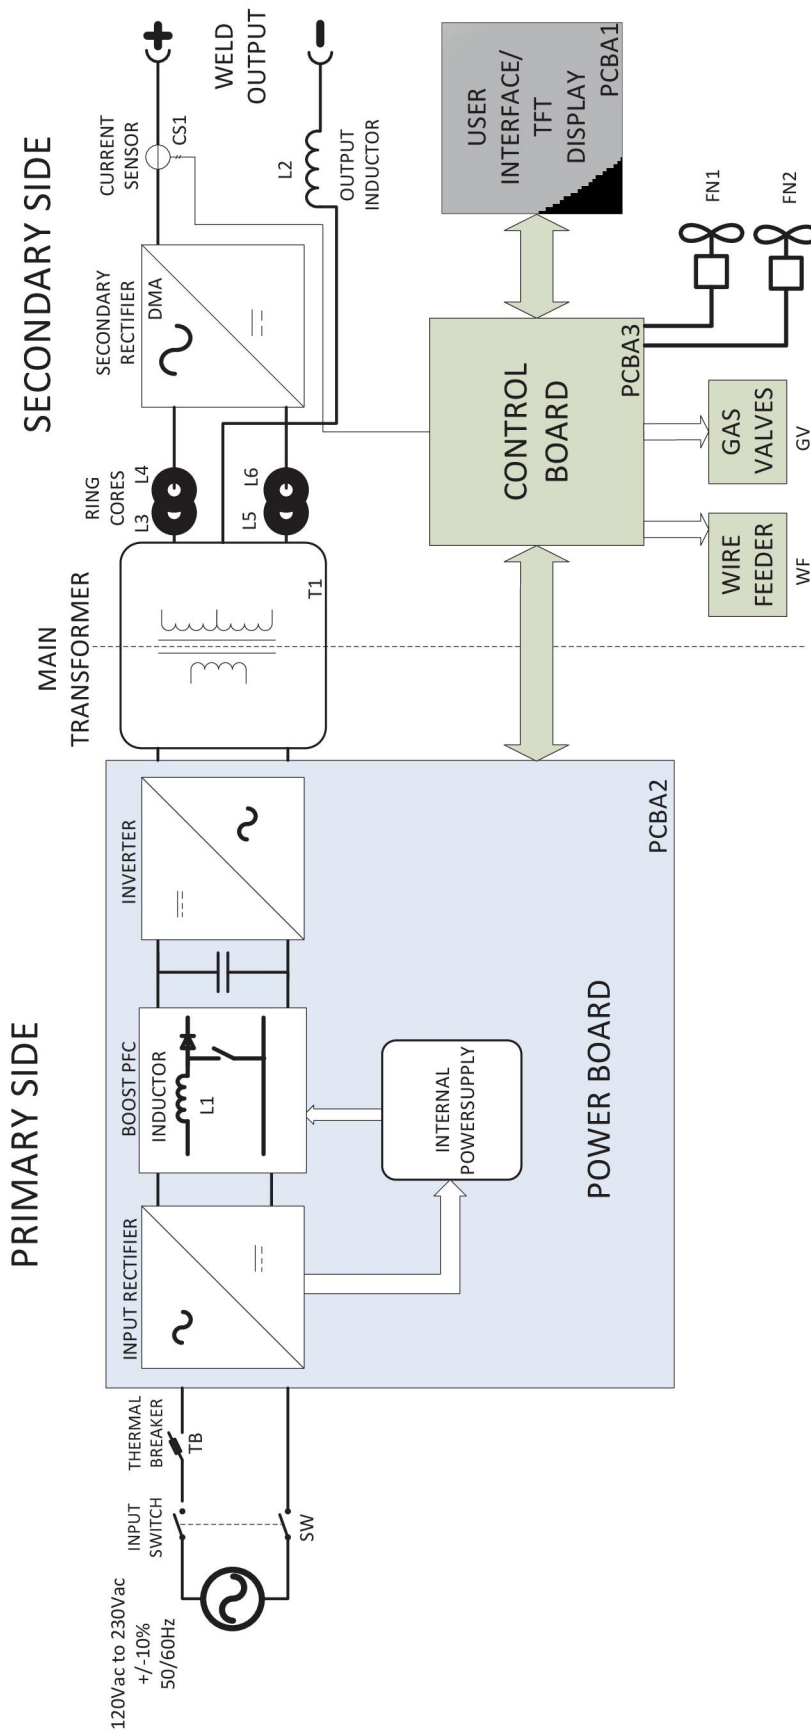 PRIMARY SIDE
SECONDARY SIDE
120Vac to 230Vac
+/-10%
50/60Hz
INPUT
SWITCH
SW
THERMAL
BREAKER
TB
INPUT RECTIFIER
BOOST PFC
INDUCTOR
L1
INVERTER
INTERNAL
POWERSUPPLY
POWER BOARD
PCBA2
MAIN
TRANSFORMER
T1
RING
CORES
L3
L4
L5
L6
SECONDARY
RECTIFIER
DMA
CURRENT
SENSOR
CS1
WELD
OUTPUT
+
-
L2
OUTPUT
INDUCTOR
CONTROL
BOARD
PCBA3
USER
INTERFACE/
TFT
DISPLAY
PCBA1
WIRE
FEEDER
WF
GAS
VALVES
GV
FN1
FN2